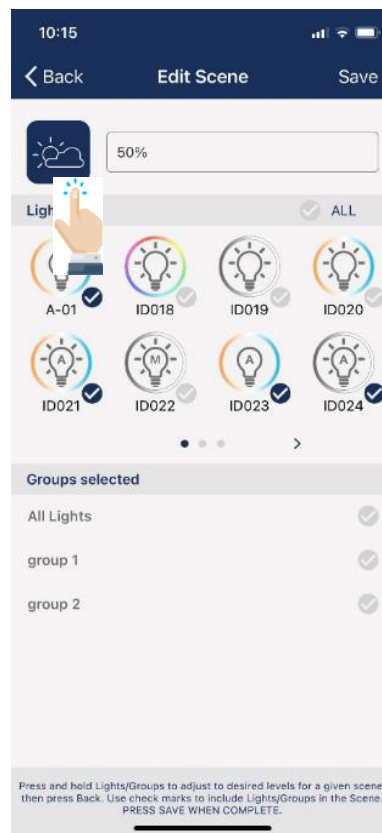 10:15
Back Edit Scene Save
50%
Ligh ALL
A-01 ID018 ID019 ID020
A M A A
ID021 ID022 ID023 ID024
Groups selected
All Lights
group 1
group 2
Press and hold Lights/Groups to adjust to desired levels for a given scene
then press Back. Use check marks to include Lights/Groups in the Scene.
PRESS SAVE WHEN COMPLETE.